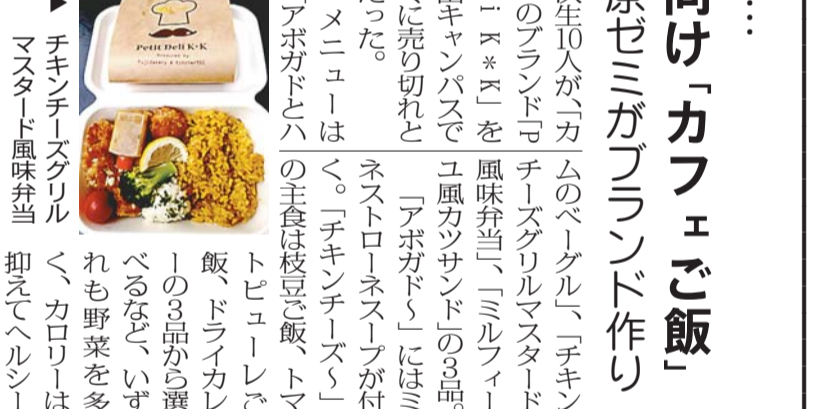 ……
向け「カフェご飯」
原ゼミがブランド作り
生10人が、「カ
のブランド「P
i K*K」を
キャンパスで
に売り切れと
った。
メニューは
「アボガドとハ
ムのベーグル」、「チキン
チーズグリルマスタード
風味弁当」、「ミルフィー
ユ風カツサンド」の3品。
「アボガド〜」にはミ
ネストローネスープが付
く。「チキンチーズ〜」
の主食は枝豆ご飯、トマ
トピューレご
飯、ドライカレ
ーの3品から選
べるなど、いず
れも野菜を多
く、カロリーは
抑えてヘルシー
Petit Deli K*K
Produced by
▶チキンチーズグリル
マスタード風味弁当